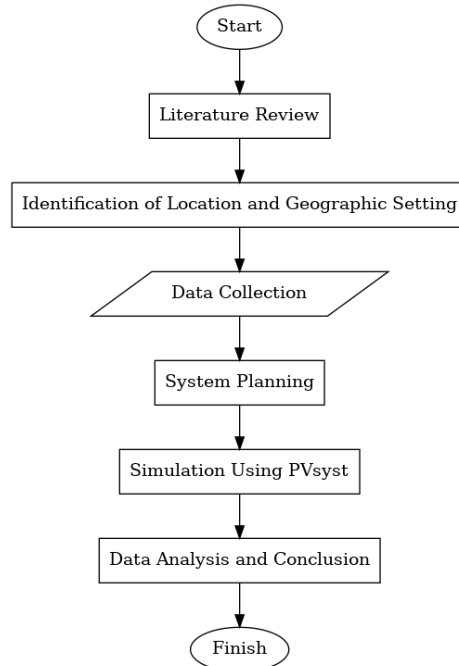 Start
Literature Review
Identification of Location and Geographic Setting
Data Collection
System Planning
Simulation Using PVsyst
Data Analysis and Conclusion
Finish